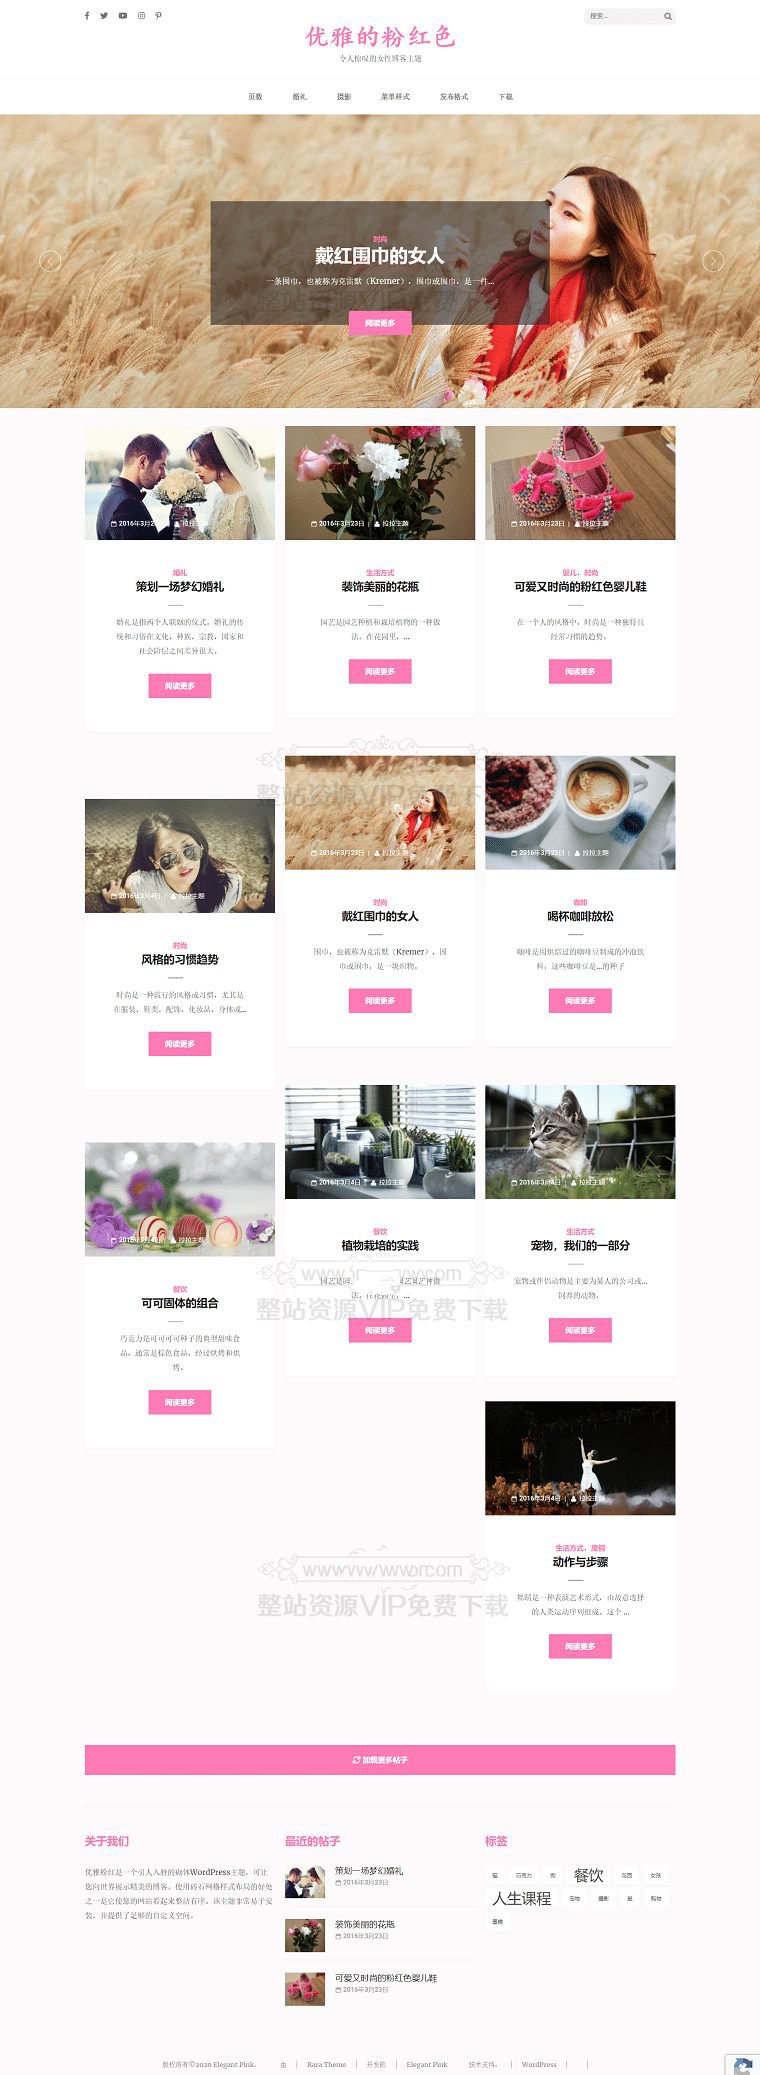 搜索...
优雅的粉红色
令人惊叹的女性博客主题
页数 婚礼 摄影 菜单样式 发布格式 下载
时尚
戴红围巾的女人
一条围巾，也被称为克雷默（Kremer），围巾或围巾，是一件...
阅读更多
2016年3月23日 | 拉拉主题
婚礼
策划一场梦幻婚礼
婚礼是指两个人联姻的仪式。婚礼的传
统和习俗在文化，种族，宗教，国家和
社会阶层之间差异很大。
阅读更多
2016年3月23日 | 拉拉主题
生活方式
装饰美丽的花瓶
园艺是园艺种植和栽培植物的一种做
法。在花园里，...
阅读更多
2016年3月23日 | 拉拉主题
婴儿，时尚
可爱又时尚的粉红色婴儿鞋
在一个人的风格中，时尚是一种独特且
经常习惯的趋势。
阅读更多
整站资源VIP免费下载
2016年3月4日 | 拉拉主题
时尚
风格的习惯趋势
时尚是一种流行的风格或习惯，尤其是
在服装，鞋类，配饰，化妆品，身体或...
阅读更多
2016年3月23日 | 拉拉主题
时尚
戴红围巾的女人
围巾，也被称为克雷默（Kremer），围
巾或围巾，是一块织物。
阅读更多
2016年3月23日 | 拉拉主题
咖啡
喝杯咖啡放松
咖啡是用烘焙过的咖啡豆制成的冲泡饮
料，这些咖啡豆是...的种子
阅读更多
2016年3月4日 | 拉拉主题
餐饮
可可固体的组合
巧克力是可可可可种子的典型甜味食
品，通常是棕色食品，经过烘烤和烘
烤。
阅读更多
2016年3月4日 | 拉拉主题
餐饮
植物栽培的实践
阅读更多
2016年3月4日 | 拉拉主题
生活方式
宠物，我们的一部分
宠物或伴侣动物是主要为某人的公司或...
饲养的动物。
阅读更多
整站资源VIP免费下载
2016年3月4日 | 拉拉主题
生活方式，度假
动作与步骤
舞蹈是一种表演艺术形式，由故意选择
的人类运动序列组成。这个 ...
阅读更多
整站资源VIP免费下载
加载更多帖子
关于我们
优雅粉红是一个引人入胜的砌体WordPress主题，可让
您向世界展示精美的博客。使用砖石网格样式布局的好处
之一是它使您的网站看起来整洁有序。该主题非常易于安
装，并提供了足够的自定义空间。
最近的帖子
策划一场梦幻婚礼
2016年3月23日
装饰美丽的花瓶
2016年3月23日
可爱又时尚的粉红色婴儿鞋
2016年3月23日
标签
猫 巧克力 狗 餐饮 花园 女孩
人生课程 宠物 摄影 鼠 购物
版权所有©2020 Elegant Pink。 由 | Rara Theme | 开发的 | Elegant Pink 技术支持。 | WordPress | |